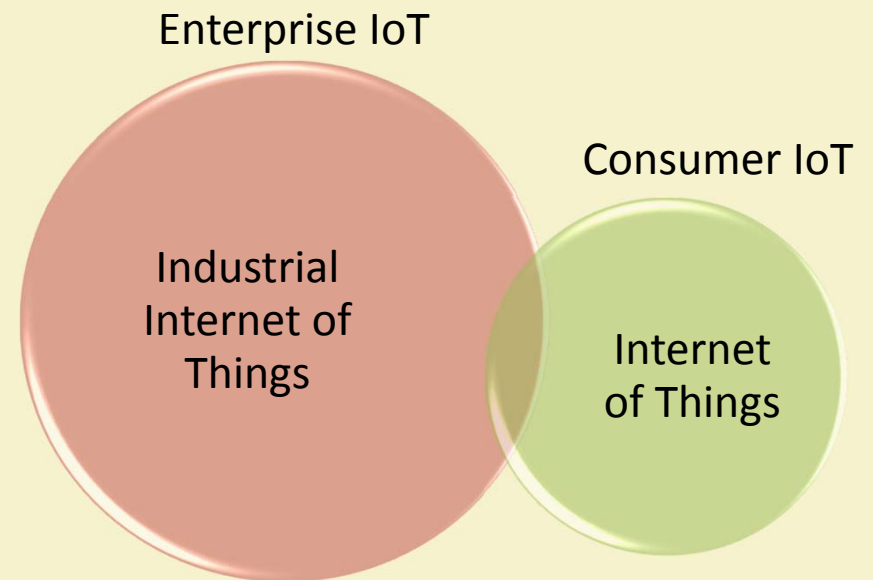 Enterprise IoT
Consumer IoT
Industrial
Internet of
Things
Internet
of Things